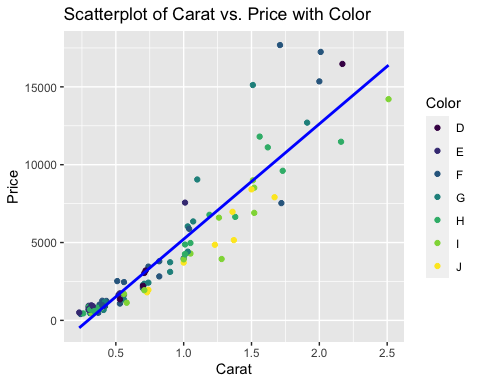 Scatterplot of Carat vs. Price with Color
15000
10000
5000
0
Price
0.5 1.0 1.5 2.0 2.5
Carat
Color
D
E
F
G
H
I
J